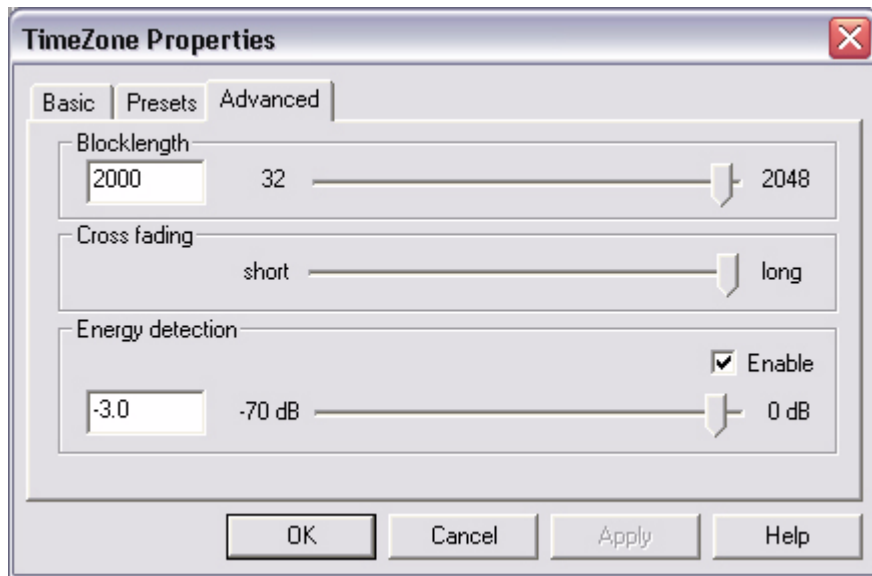 TimeZone Properties
Basic Presets Advanced
Blocklength
2000 32 2048
Cross fading
short long
Energy detection
Enable
-3.0 -70 dB 0 dB
OK Cancel Apply Help